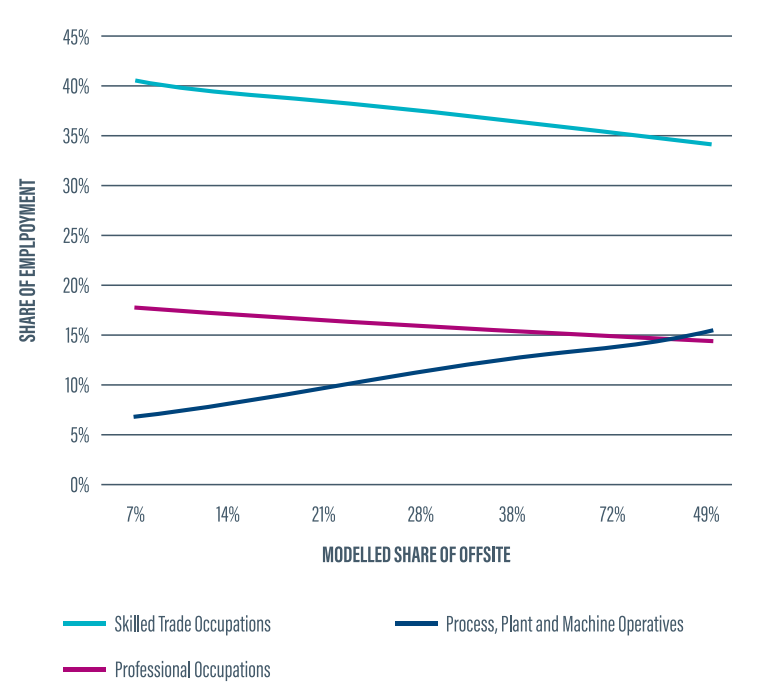 45%
40%
35%
30%
25%
20%
15%
10%
5%
0%
SHARE OF EMPLPOYMENT
7% 14% 21% 28% 38% 72% 49%
MODELLED SHARE OF OFFSITE
Skilled Trade Occupations
Process, Plant and Machine Operatives
Professional Occupations